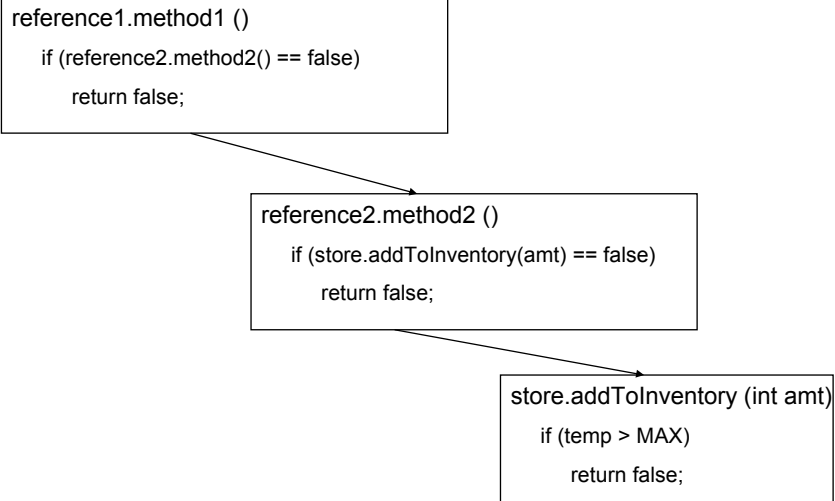 reference1.method1 ()
if (reference2.method2() == false)
return false;
reference2.method2 ()
if (store.addToInventory(amt) == false)
return false;
store.addToInventory (int amt)
if (temp > MAX)
return false;